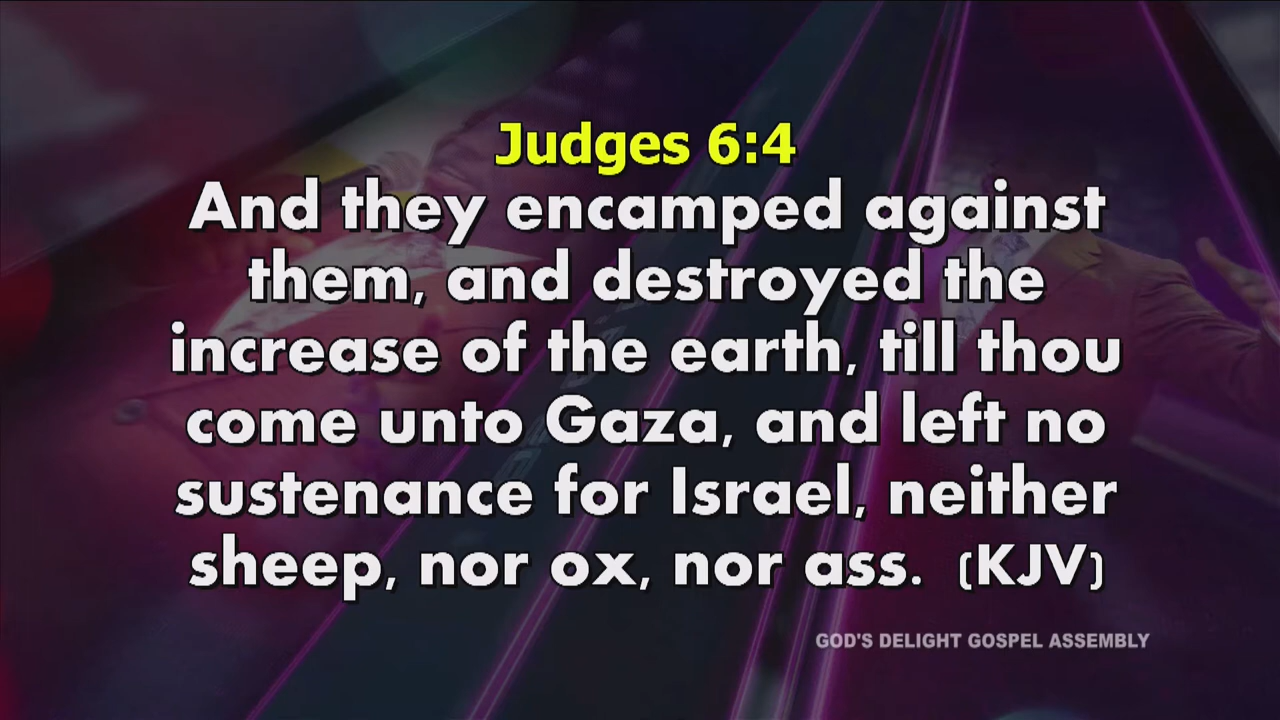 Judges 6:4
And they encamped against
them, and destroyed the
increase of the earth, till thou
come unto Gaza, and left no
sustenance for Israel, neither
sheep, nor ox, nor ass.  (KJV)
GOD'S DELIGHT GOSPEL ASSEMBLY